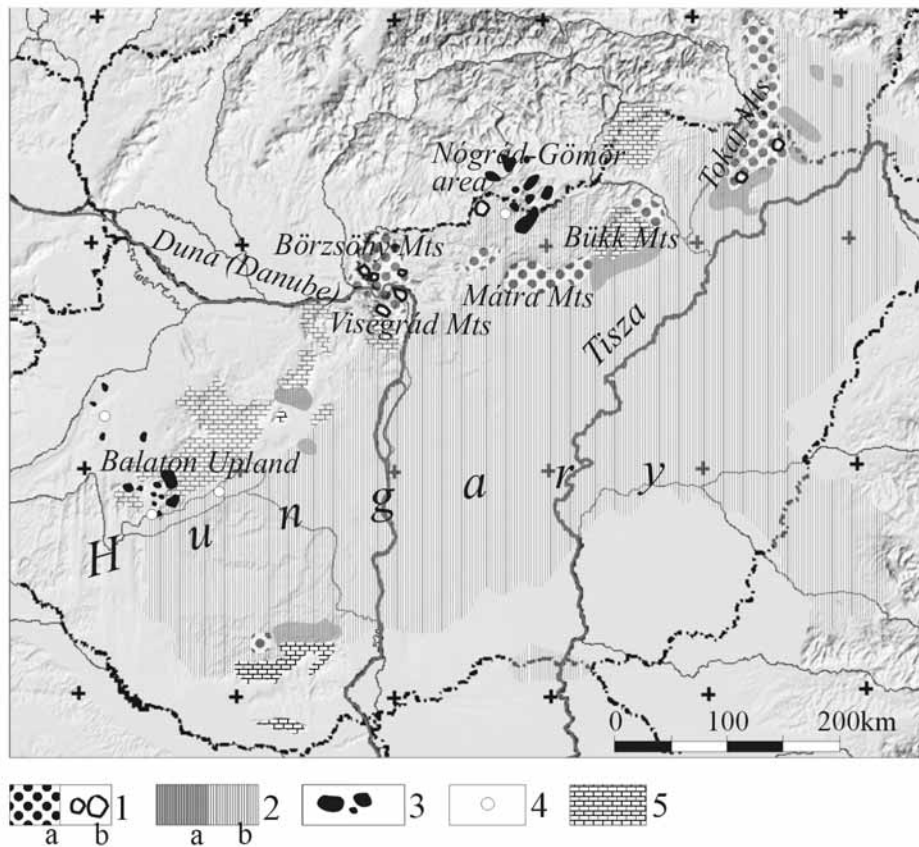 Nógrád-Gömör
area
Tokaj Mts
Börzsöny Mts
Bükk Mts
Duna (Danube)
Mátra Mts
Visegrád Mts
Tisza
Balaton Upland
H u n g a r y
0 100 200km
1 2 3 4 5
a b a b